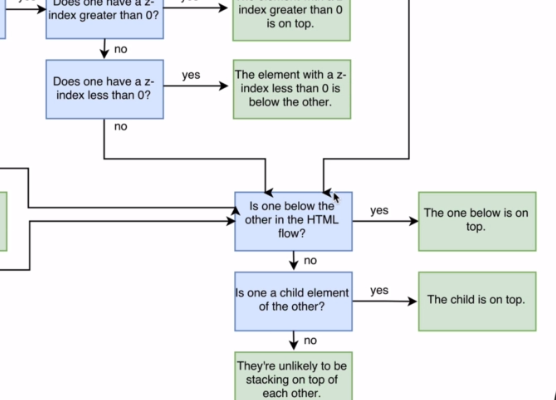 yes
Does one have a z-
index greater than 0?
yes
index greater than 0
is on top.
no
Does one have a z-
index less than 0?
yes
The element with a z-
index less than 0 is
below the other.
no
Is one below the
other in the HTML
flow?
yes
The one below is on
top.
no
Is one a child element
of the other?
yes
The child is on top.
no
They're unlikely to be
stacking on top of
each other.